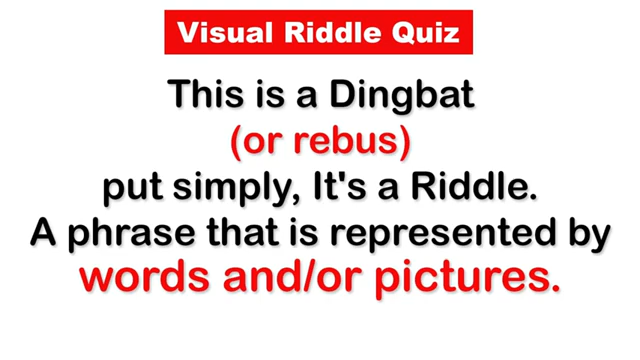 Visual Riddle Quiz
This is a Dingbat
(or rebus)
put simply, It's a Riddle.
A phrase that is represented by
words and/or pictures.